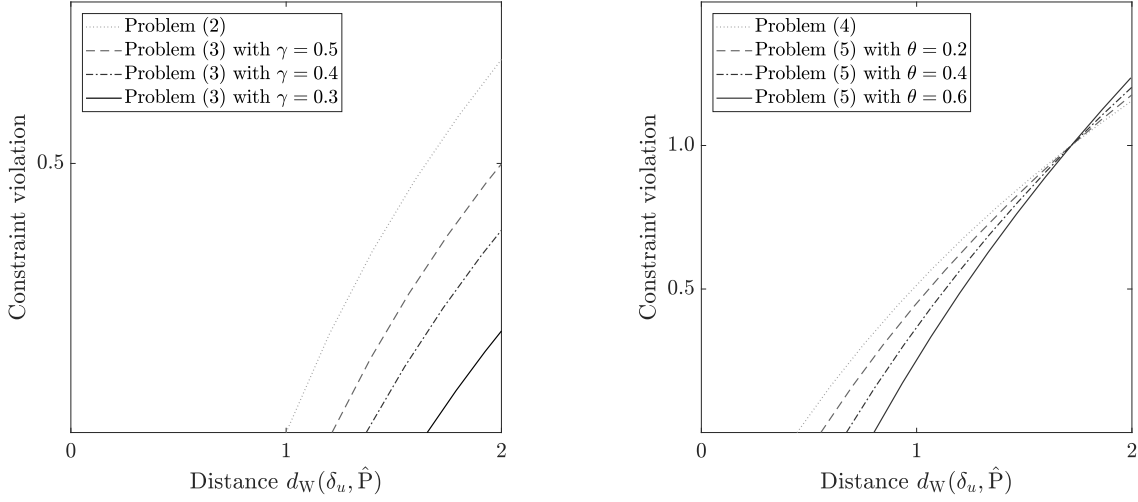 Problem (2)
Problem (3) with γ = 0.5
Problem (3) with γ = 0.4
Problem (3) with γ = 0.3
Constraint violation
0.5
0
1
2
Distance d_W(δ_u, P̂)
Problem (4)
Problem (5) with θ = 0.2
Problem (5) with θ = 0.4
Problem (5) with θ = 0.6
Constraint violation
1.0
0.5
0
1
2
Distance d_W(δ_u, P̂)